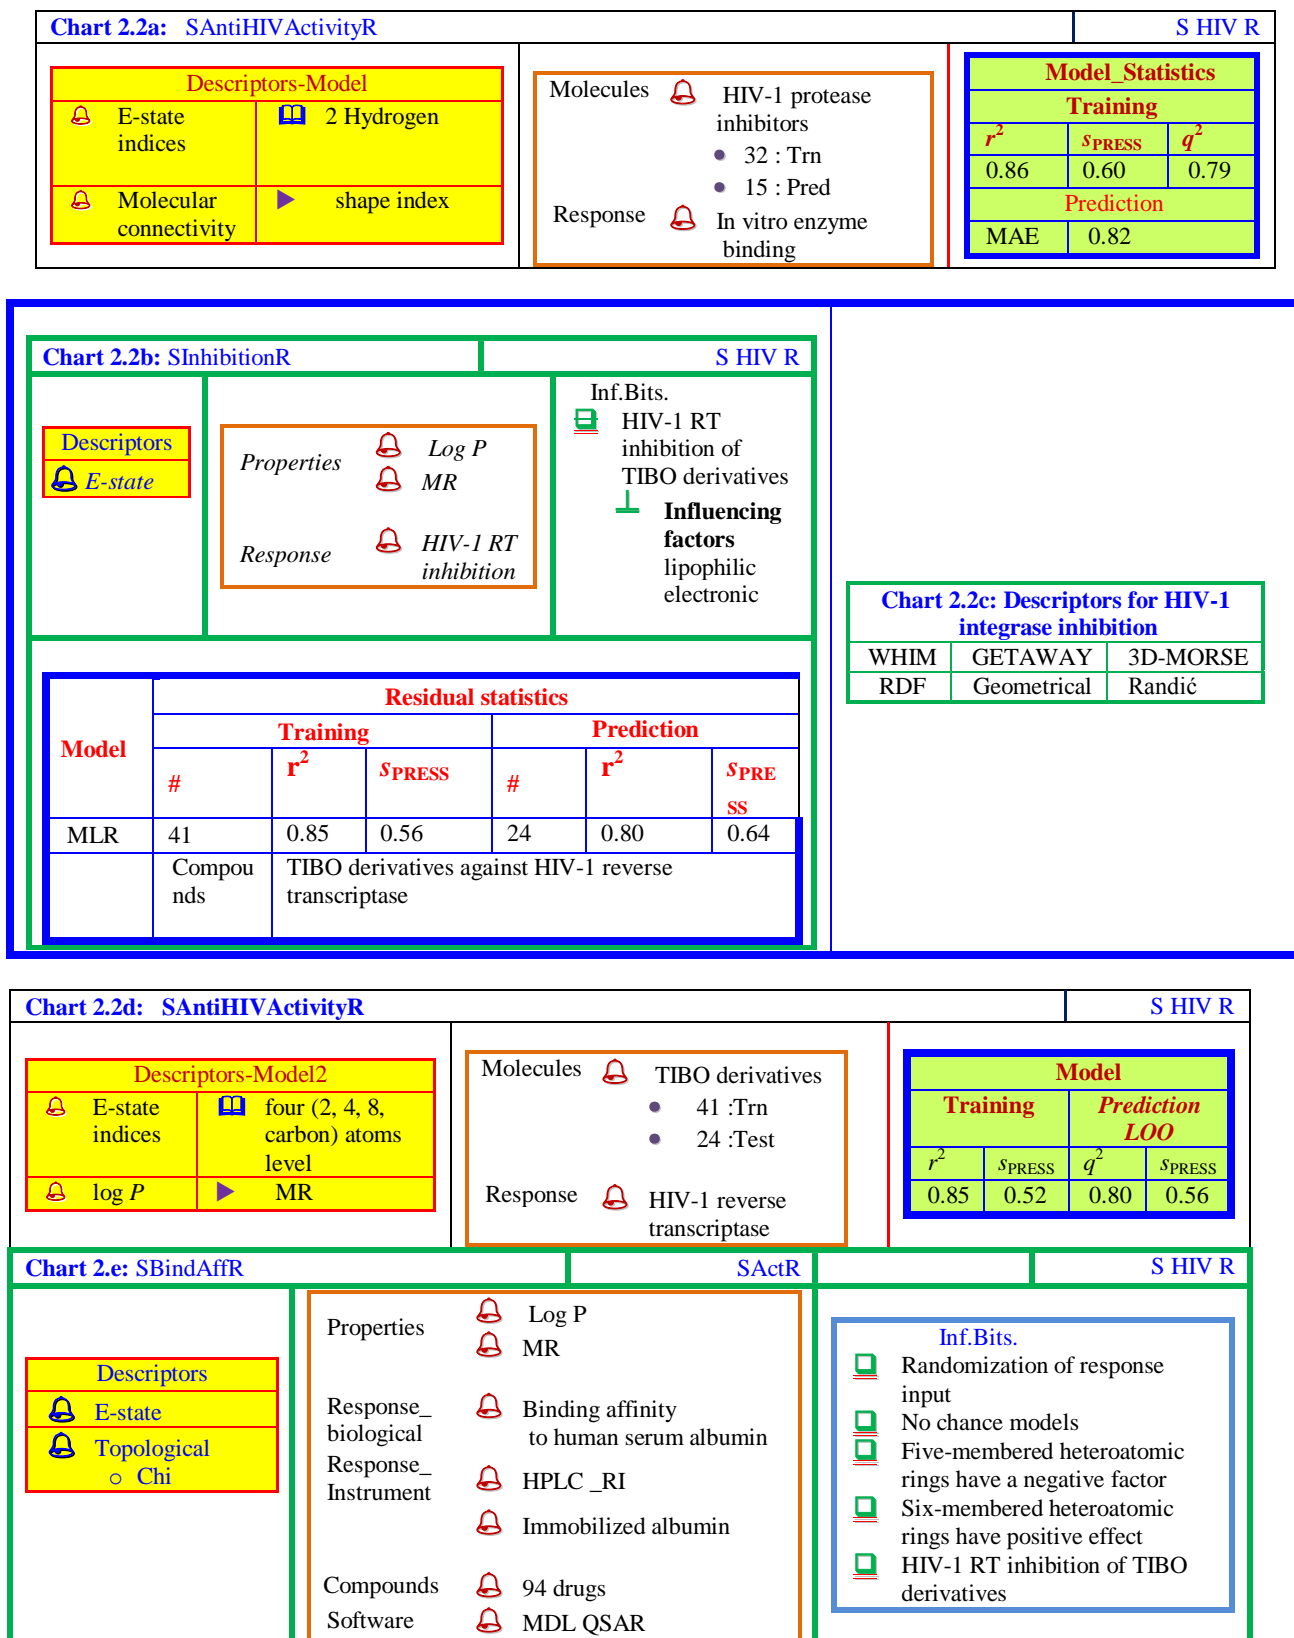 Chart 2.2a: SAntiHIVActivityR
S HIV R
Descriptors-Model
E-state
indices
2 Hydrogen
Molecular
connectivity
shape index
Molecules
HIV-1 protease
inhibitors
• 32 : Trn
• 15 : Pred
Response
In vitro enzyme
binding
Model_Statistics
Training
r² sPRESS q²
0.86 0.60 0.79
Prediction
MAE 0.82
Chart 2.2b: SInhibitionR
S HIV R
Descriptors
E-state
Properties
Log P
MR
Response
HIV-1 RT
inhibition
Inf.Bits.
HIV-1 RT
inhibition of
TIBO derivatives
Influencing
factors
lipophilic
electronic
Model
Residual statistics
Training Prediction
# r² sPRESS # r² sPRE
SS
MLR 41 0.85 0.56 24 0.80 0.64
Compou
nds
TIBO derivatives against HIV-1 reverse
transcriptase
Chart 2.2c: Descriptors for HIV-1
integrase inhibition
WHIM GETAWAY 3D-MORSE
RDF Geometrical Randić
Chart 2.2d: SAntiHIVActivityR
S HIV R
Descriptors-Model2
E-state
indices
four (2, 4, 8,
carbon) atoms
level
log P
MR
Molecules
TIBO derivatives
• 41 :Trn
• 24 :Test
Response
HIV-1 reverse
transcriptase
Model
Training
Prediction
LOO
r² sPRESS q² sPRESS
0.85 0.52 0.80 0.56
Chart 2.e: SBindAffR
SActR
S HIV R
Descriptors
E-state
Topological
o Chi
Properties
Log P
MR
Response_
biological
Binding affinity
to human serum albumin
Response_
Instrument
HPLC _RI
Immobilized albumin
Compounds
94 drugs
Software
MDL QSAR
Inf.Bits.
Randomization of response
input
No chance models
Five-membered heteroatomic
rings have a negative factor
Six-membered heteroatomic
rings have positive effect
HIV-1 RT inhibition of TIBO
derivatives